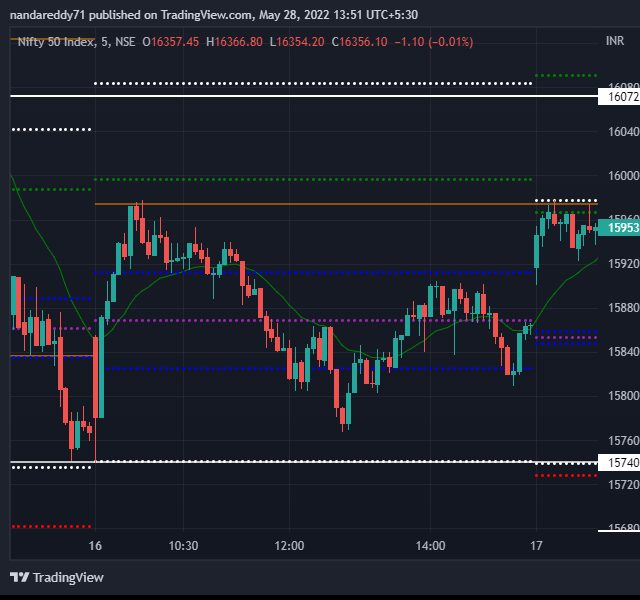 nandareddy71 published on TradingView.com, May 28, 2022 13:51 UTC+5:30
Nifty 50 Index, 5, NSE O16357.45 H16366.80 L16354.20 C16356.10 −1.10 (−0.01%)
INR
16080
16072
16040
16000
15960
15953
15920
15880
15840
15800
15760
15740
15720
15680
16 10:30 12:00 14:00 17
TradingView